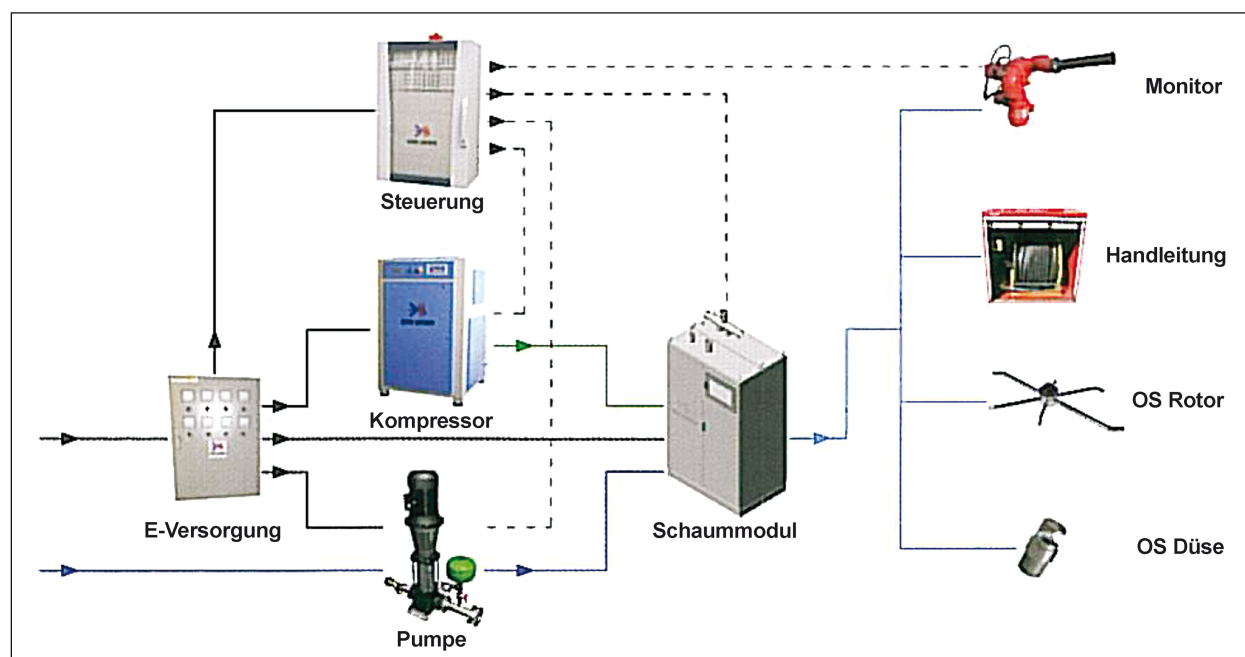 Monitor
Steuerung
Handleitung
Kompressor
OS Rotor
E-Versorgung
Schaummodul
OS Düse
Pumpe